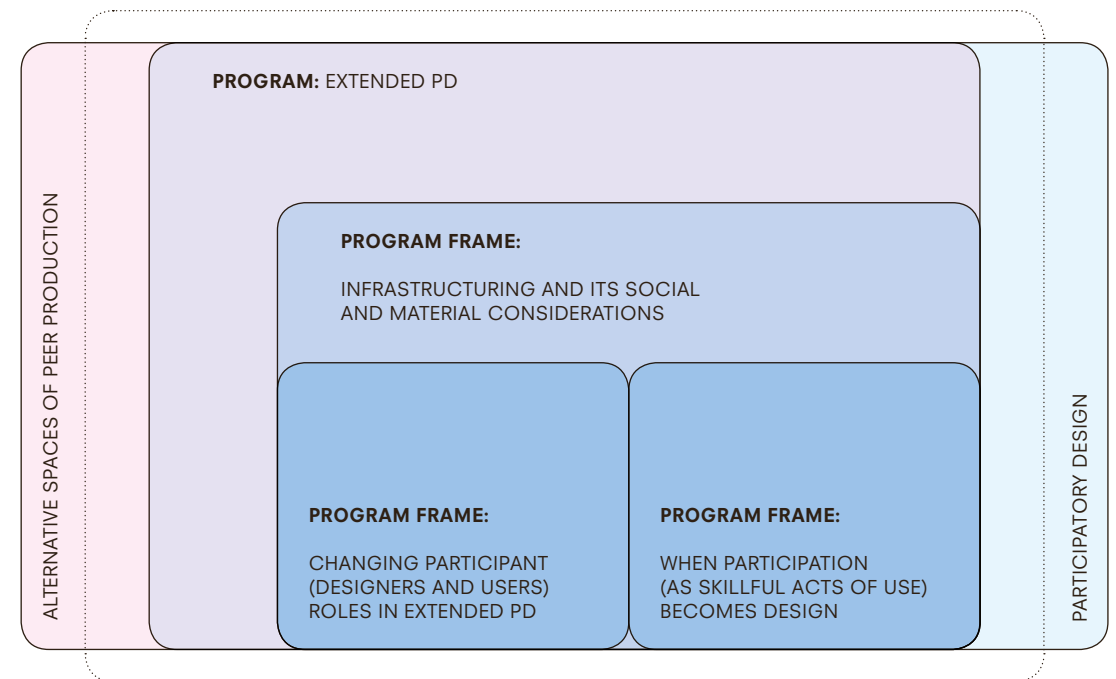 PROGRAM: EXTENDED PD
ALTERNATIVE SPACES OF PEER PRODUCTION
PROGRAM FRAME:
INFRASTRUCTURING AND ITS SOCIAL
AND MATERIAL CONSIDERATIONS
PROGRAM FRAME:
CHANGING PARTICIPANT
(DESIGNERS AND USERS)
ROLES IN EXTENDED PD
PROGRAM FRAME:
WHEN PARTICIPATION
(AS SKILLFUL ACTS OF USE)
BECOMES DESIGN
PARTICIPATORY DESIGN